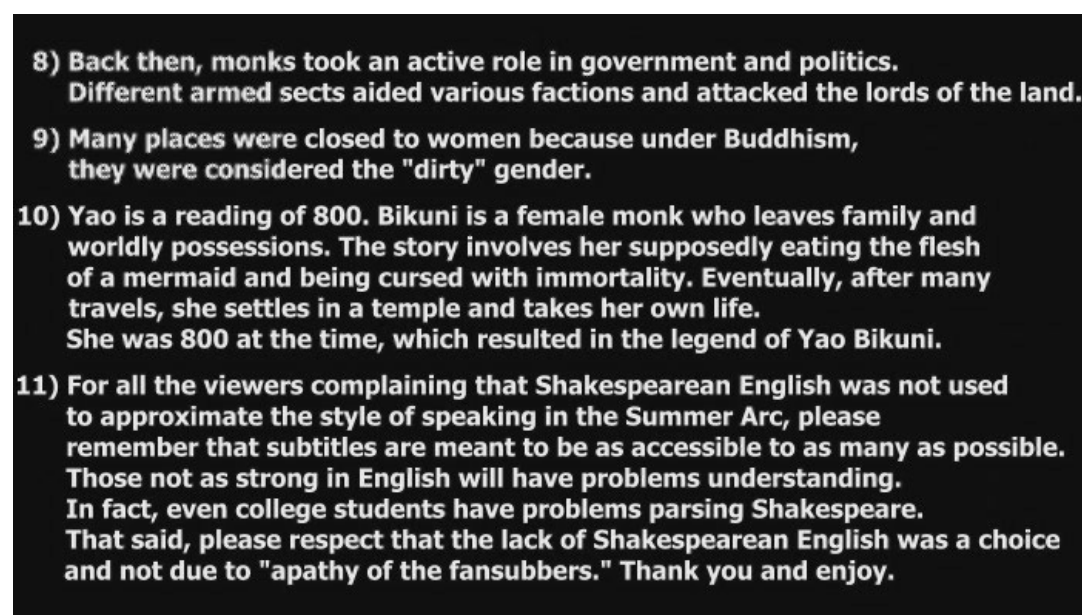 8) Back then, monks took an active role in government and politics.
Different armed sects aided various factions and attacked the lords of the land.
9) Many places were closed to women because under Buddhism,
they were considered the "dirty" gender.
10) Yao is a reading of 800. Bikuni is a female monk who leaves family and
worldly possessions. The story involves her supposedly eating the flesh
of a mermaid and being cursed with immortality. Eventually, after many
travels, she settles in a temple and takes her own life.
She was 800 at the time, which resulted in the legend of Yao Bikuni.
11) For all the viewers complaining that Shakespearean English was not used
to approximate the style of speaking in the Summer Arc, please
remember that subtitles are meant to be as accessible to as many as possible.
Those not as strong in English will have problems understanding.
In fact, even college students have problems parsing Shakespeare.
That said, please respect that the lack of Shakespearean English was a choice
and not due to "apathy of the fansubbers." Thank you and enjoy.